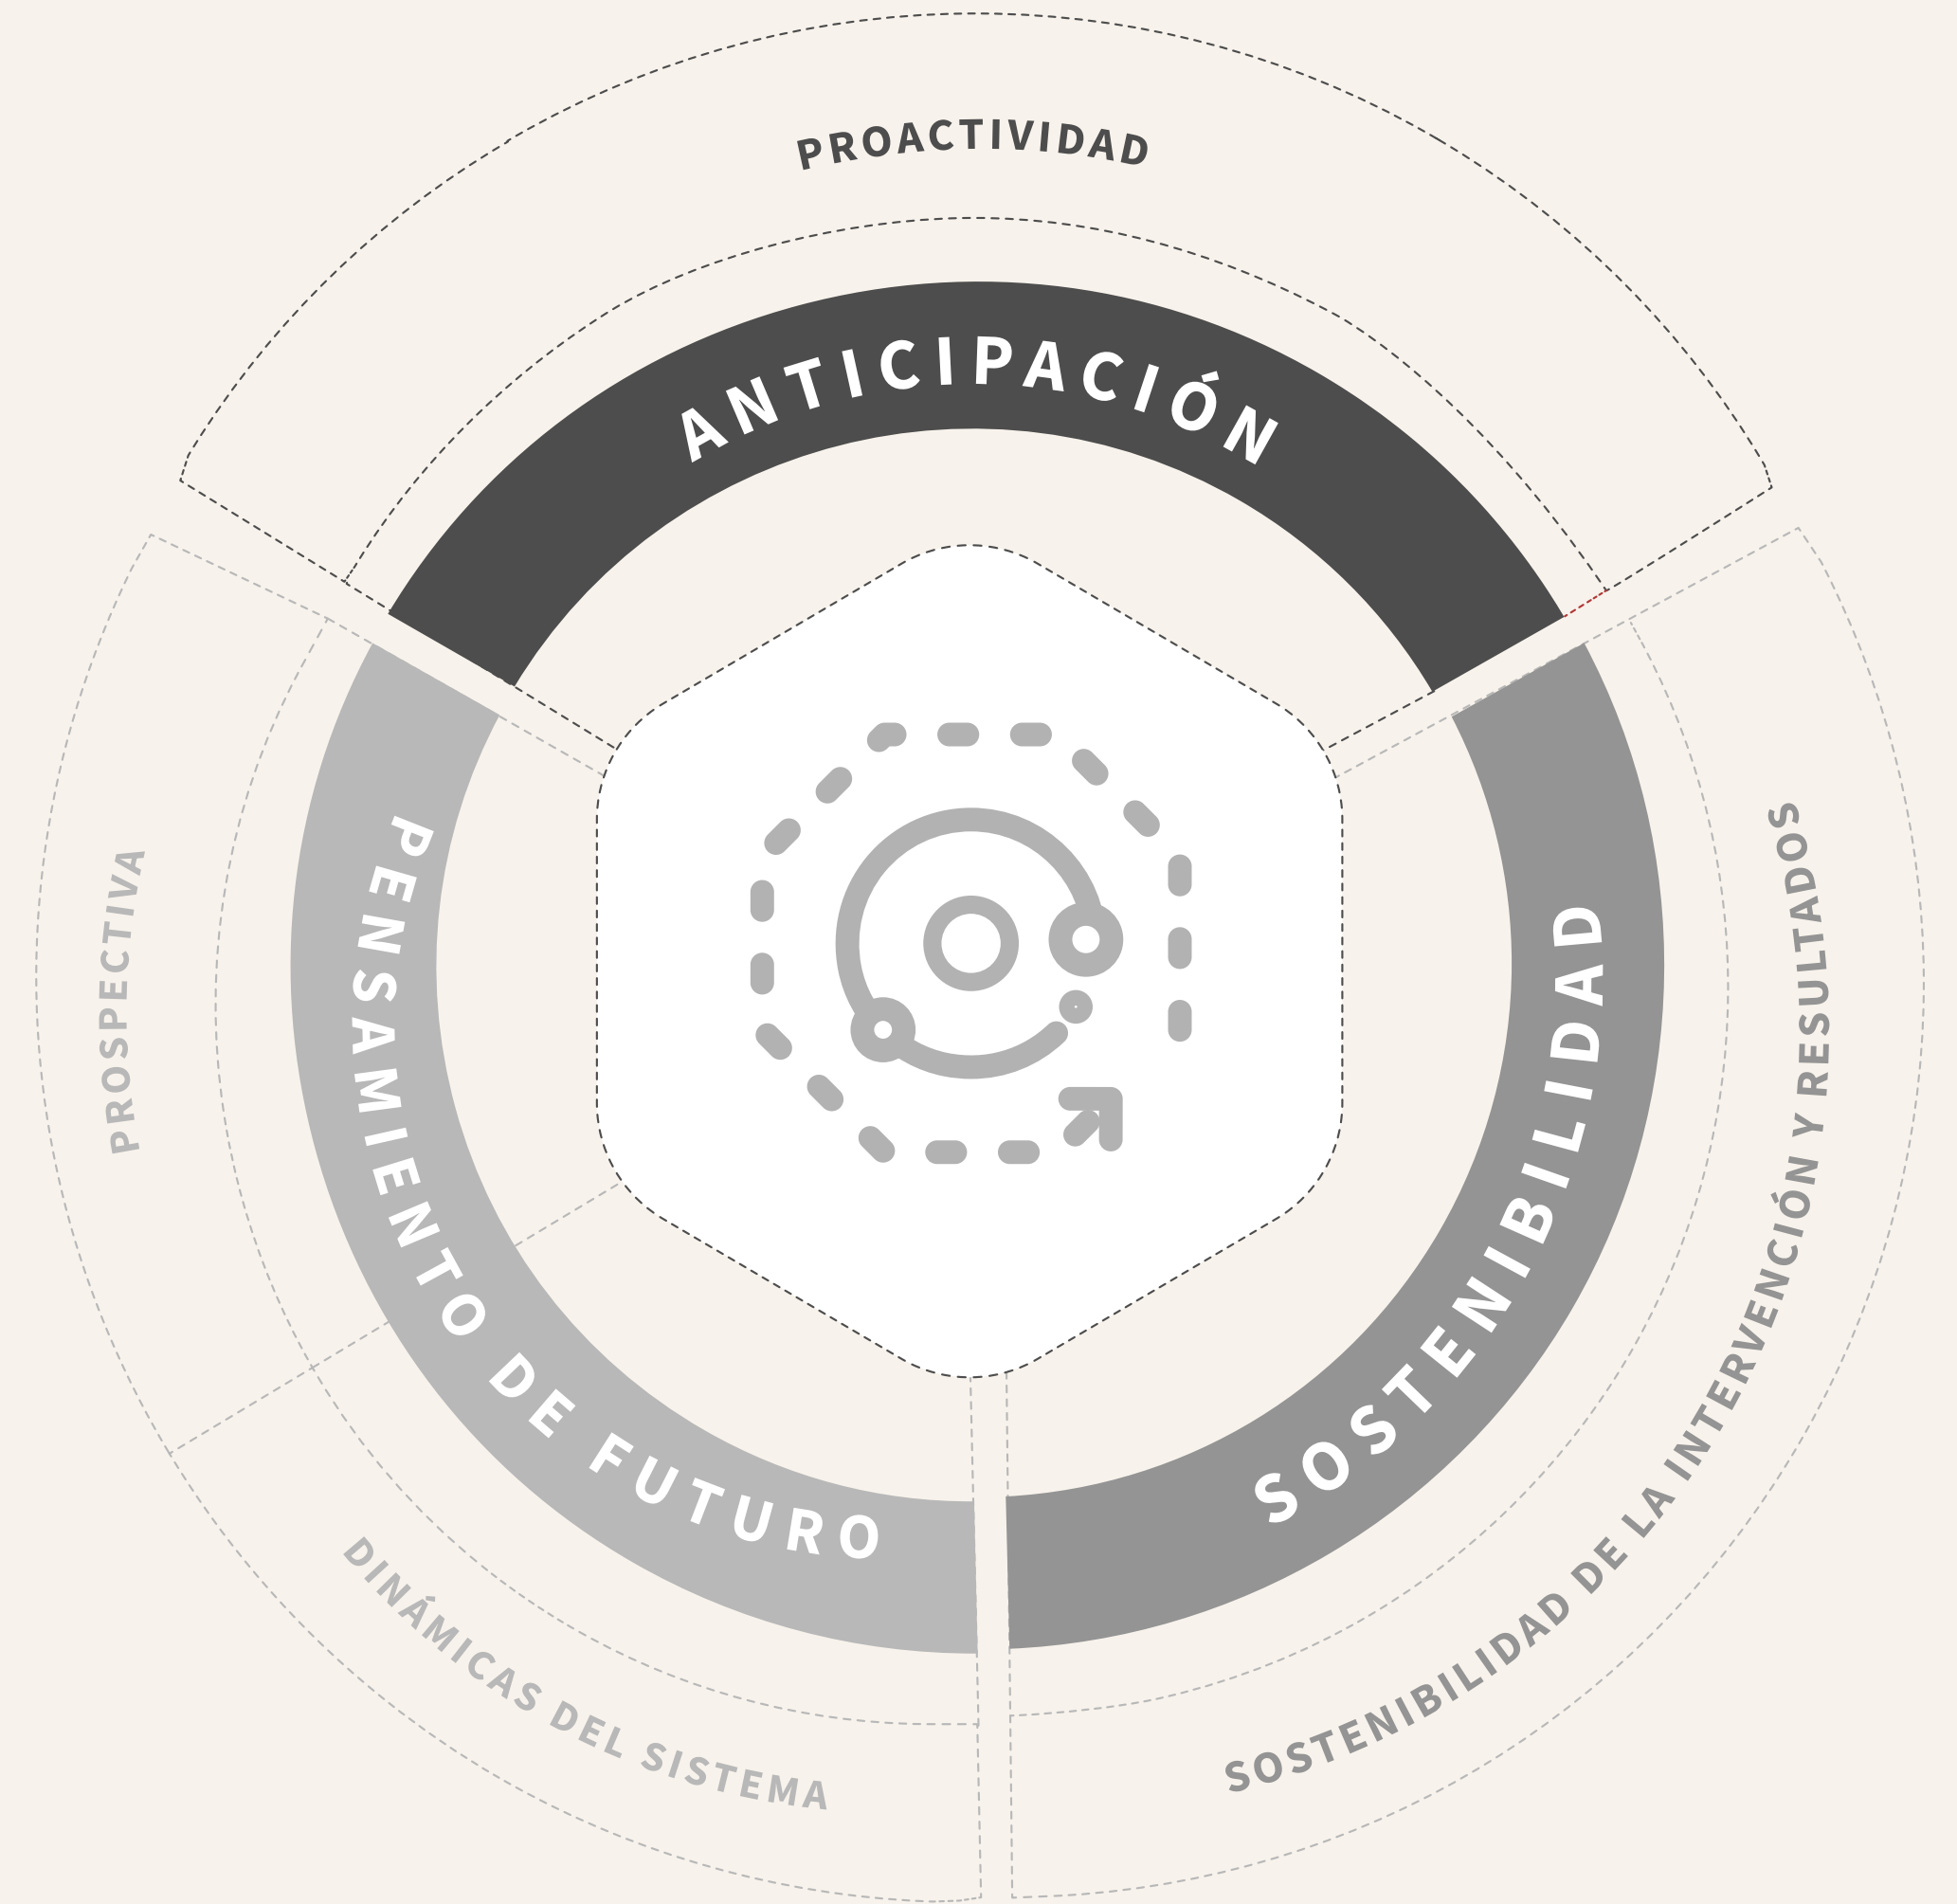 PROACTIVIDAD
ANTICIPACIÓN
PROSPECTIVA
PENSAMIENTO DE FUTURO
DINÁMICAS DEL SISTEMA
SOSTENIBILIDAD
SOSTENIBILIDAD DE LA INTERVENCIÓN Y RESULTADOS